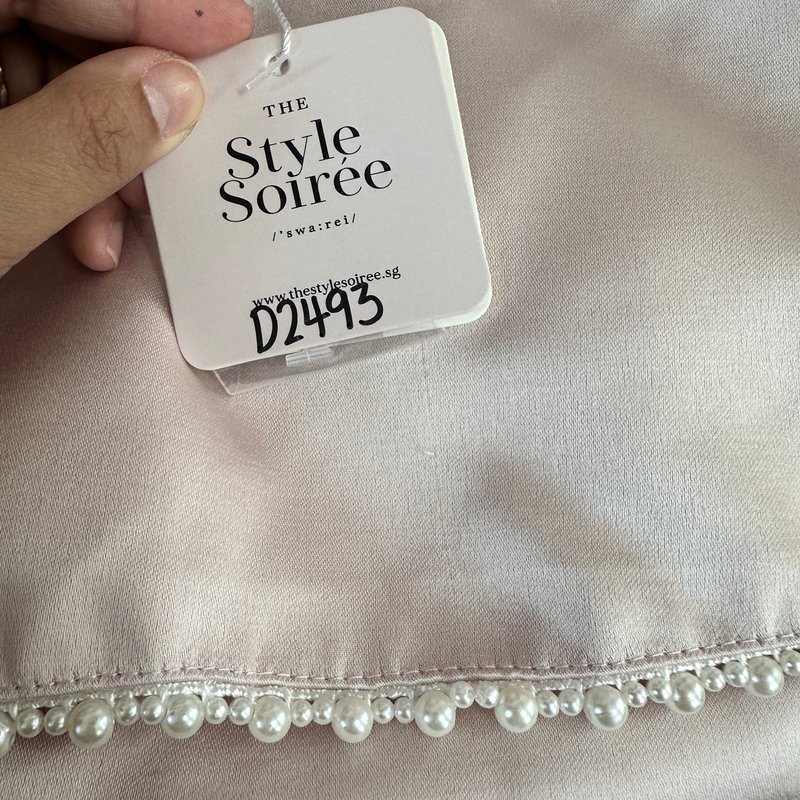 THE
Style
Soirée
/'swa:rei/
www.thestylesoiree.sg
D2493